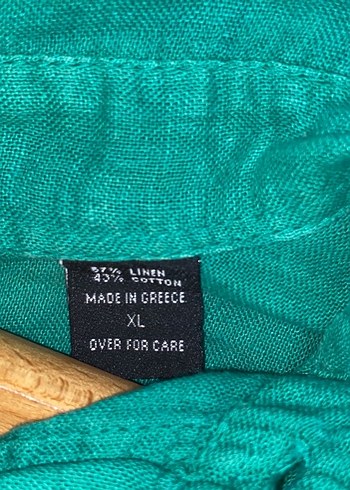 57% LINEN
43% COTTON
MADE IN GREECE
XL
OVER FOR CARE